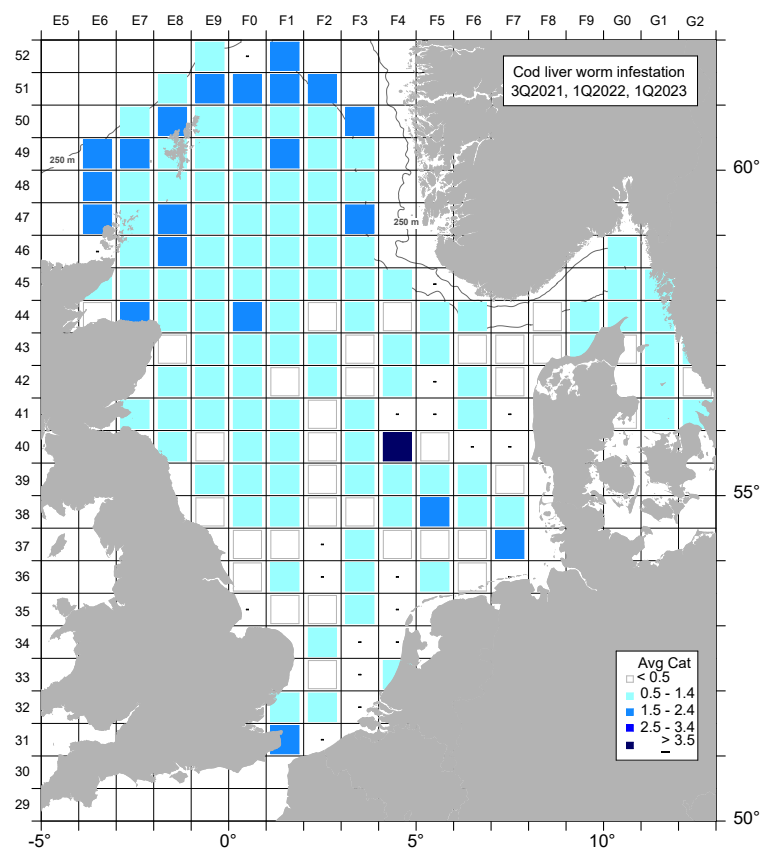 E5 E6 E7 E8 E9 F0 F1 F2 F3 F4 F5 F6 F7 F8 F9 G0 G1 G2
52 -
51
Cod liver worm infestation
3Q2021, 1Q2022, 1Q2023
50
49
250 m
60°
48
47
250 m
46 -
45 -
44
43
42 -
41 - - -
40 - -
39
55°
38
37 -
36 - - -
35 - -
34 -
33 -
32 -
31 -
30
29
Avg Cat
< 0.5
0.5 - 1.4
1.5 - 2.4
2.5 - 3.4
≥ 3.5
50°
-5° 0° 5° 10°